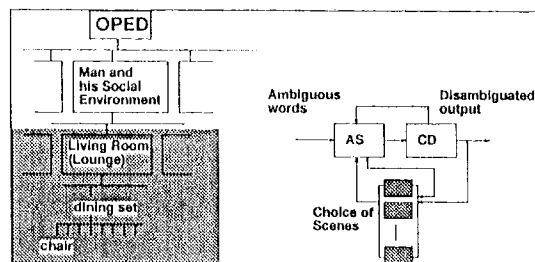 OPED
Man and
his Social
Environment
Living Room
(Lounge)
dining set
chair
Ambiguous
words
Disambiguated
output
AS
CD
Choice of
Scenes